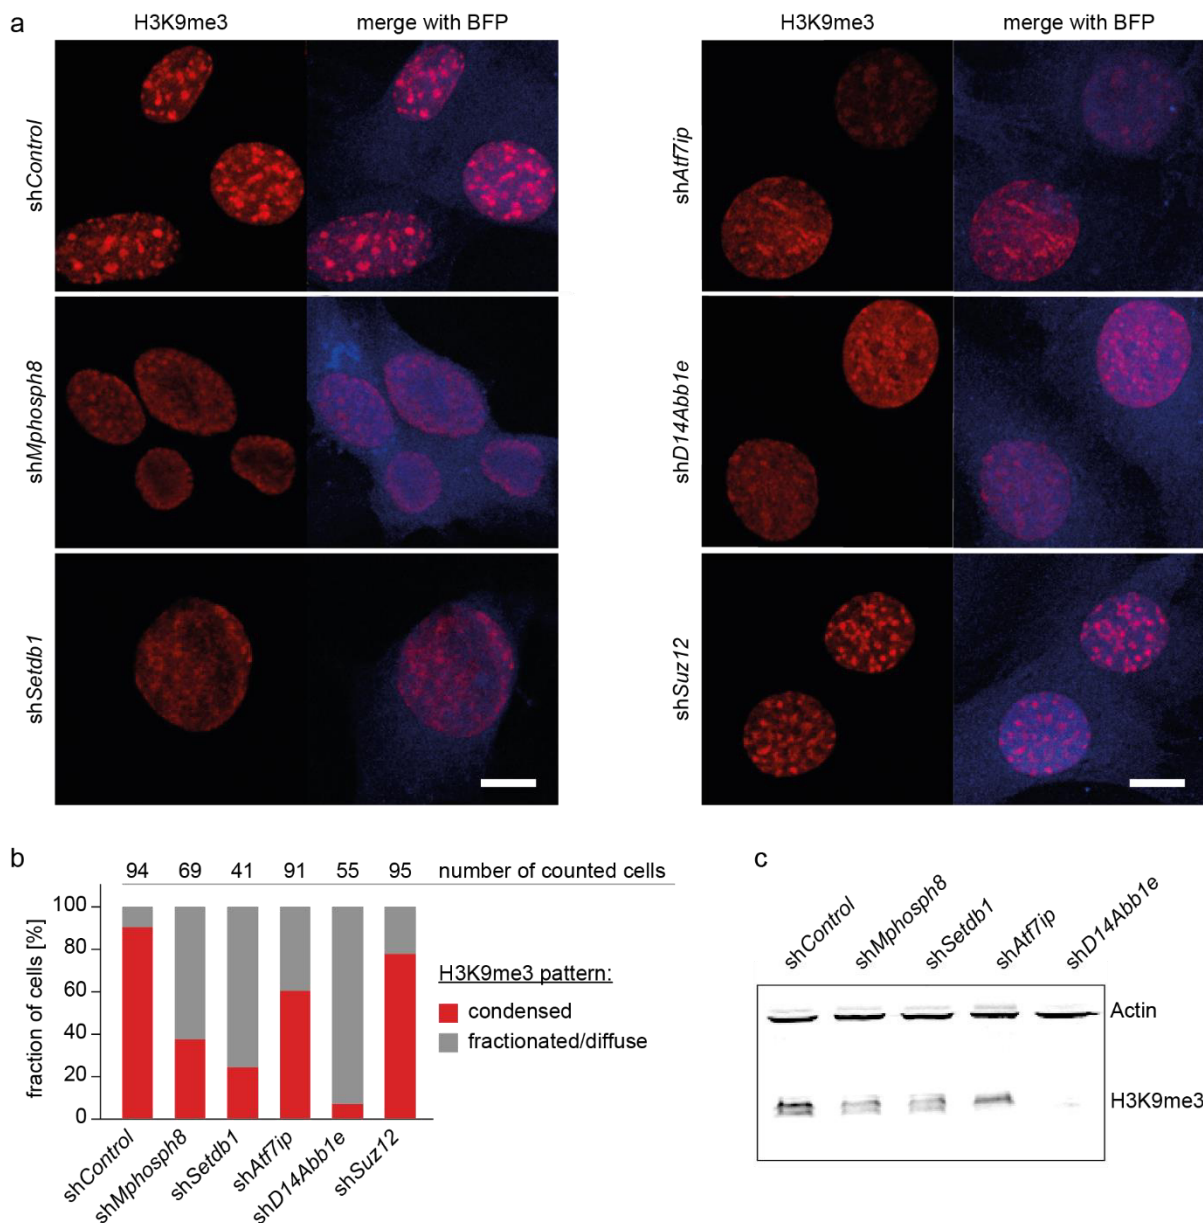 a
H3K9me3 merge with BFP
H3K9me3 merge with BFP
shControl
shMphosph8
shSetdb1
shAtf7ip
shD14Abb1e
shSuz12
b
94 69 41 91 55 95 number of counted cells
fraction of cells [%]
100
80
60
40
20
0
H3K9me3 pattern:
condensed
fractionated/diffuse
shControl
shMphosph8
shSetdb1
shAtf7ip
shD14Abb1e
shSuz12
c
shControl
shMphosph8
shSetdb1
shAtf7ip
shD14Abb1e
Actin
H3K9me3